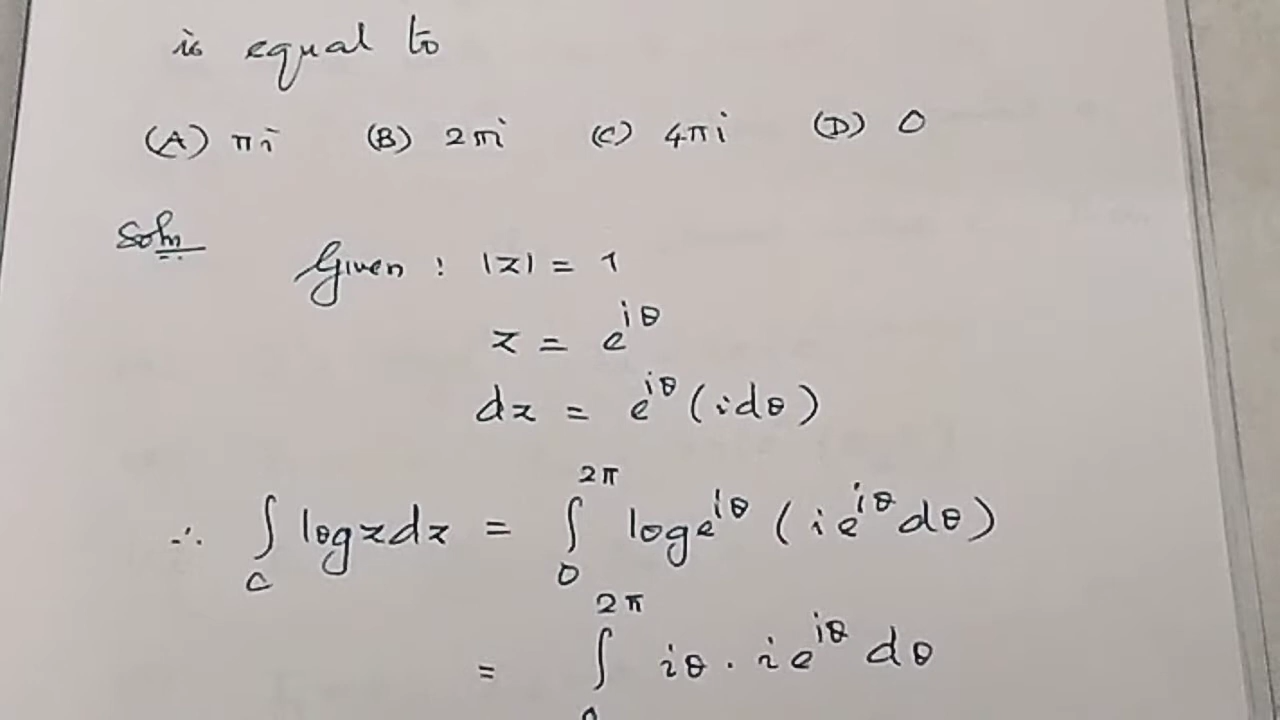 is equal to
(A) πi (B) 2πi (C) 4πi (D) 0
Soln
Given : |z| = 1
z = e^{iθ}
dz = e^{iθ} (i dθ)
∴ ∫_C log z dz = ∫_0^{2π} log e^{iθ} (i e^{iθ} dθ)
= ∫_0^{2π} iθ · i e^{iθ} dθ